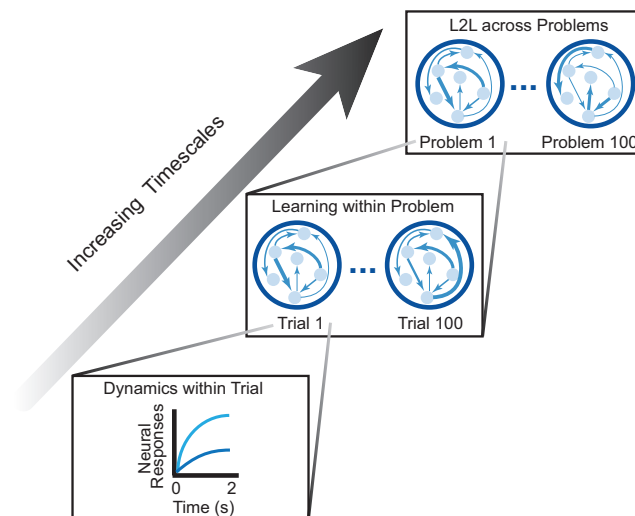 L2L across Problems
...
Problem 1
Problem 100
Increasing Timescales
Learning within Problem
...
Trial 1
Trial 100
Dynamics within Trial
Neural
Responses
0
2
Time (s)